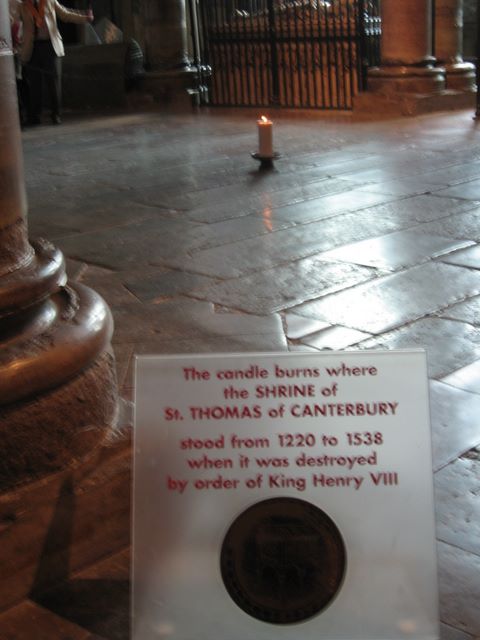 The candle burns where
the SHRINE of
St. THOMAS of CANTERBURY
stood from 1220 to 1538
when it was destroyed
by order of King Henry VIII